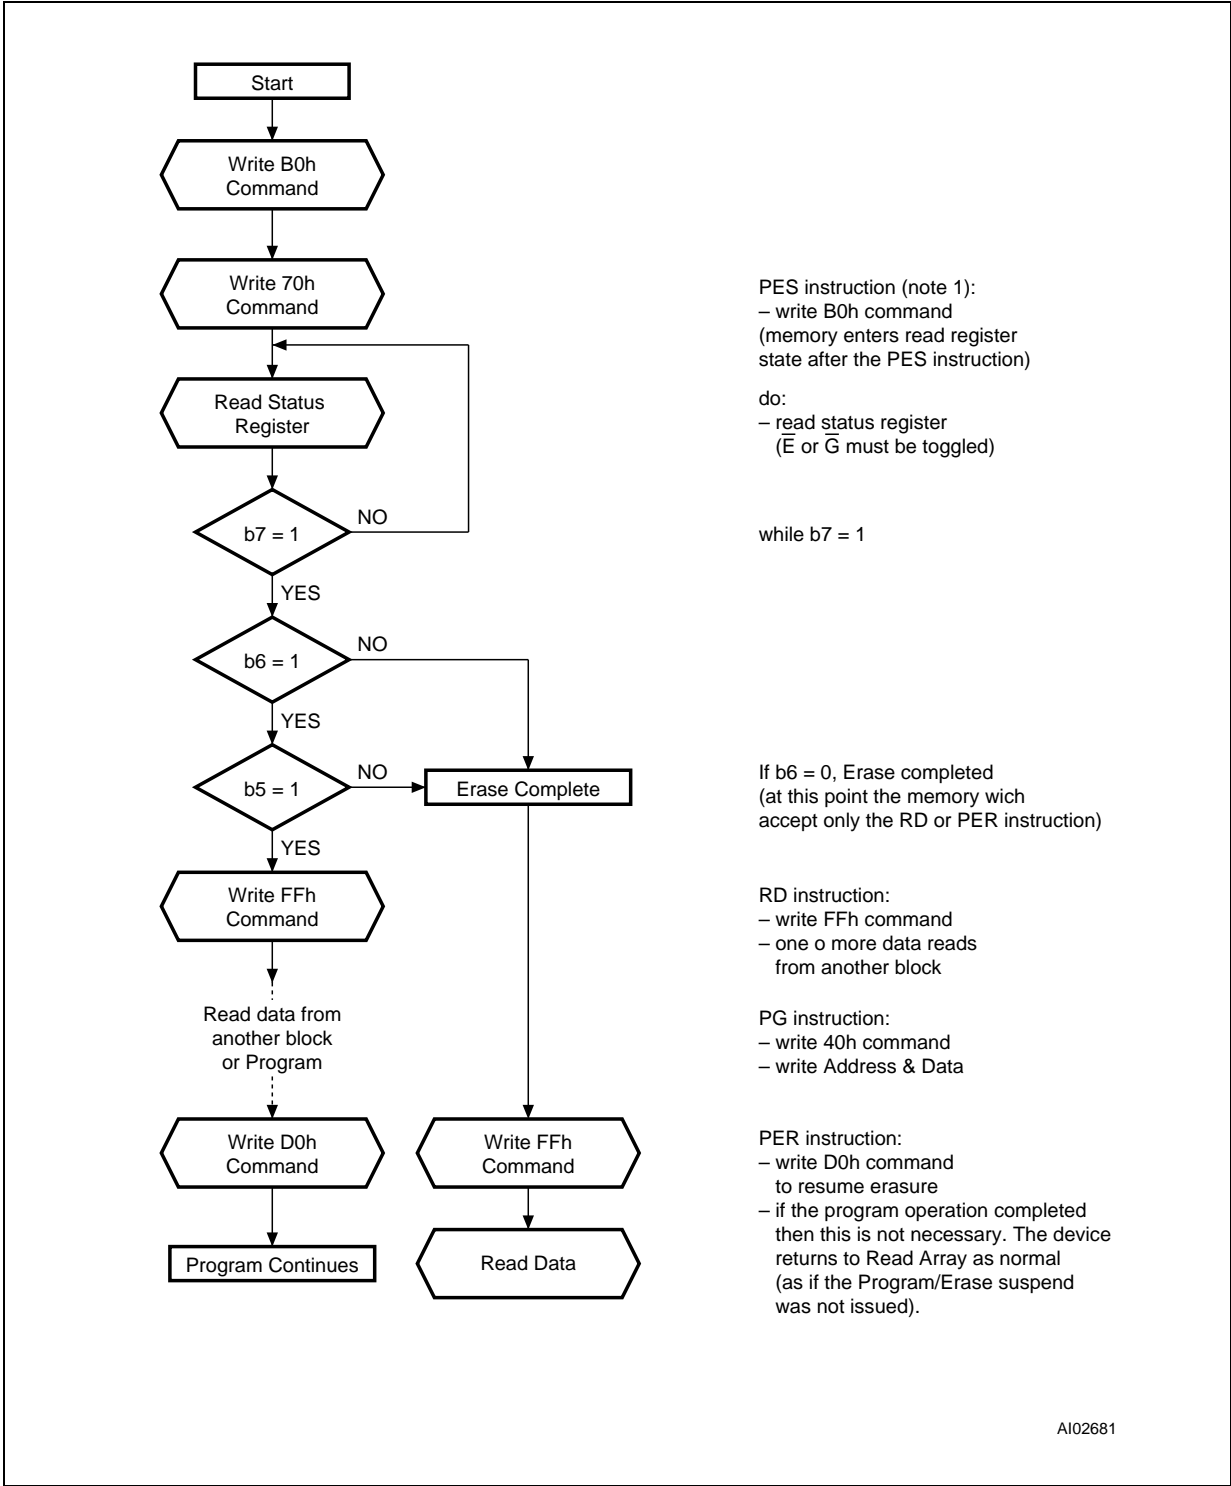 Start
Write B0h
Command
Write 70h
Command
Read Status
Register
b7 = 1
NO
YES
b6 = 1
NO
YES
b5 = 1
NO
Erase Complete
YES
Write FFh
Command
Read data from
another block
or Program
Write D0h
Command
Program Continues
Write FFh
Command
Read Data
PES instruction (note 1):
– write B0h command
(memory enters read register
state after the PES instruction)
do:
– read status register
(E̅ or G̅ must be toggled)
while b7 = 1
If b6 = 0, Erase completed
(at this point the memory wich
accept only the RD or PER instruction)
RD instruction:
– write FFh command
– one o more data reads
from another block
PG instruction:
– write 40h command
– write Address & Data
PER instruction:
– write D0h command
to resume erasure
– if the program operation completed
then this is not necessary. The device
returns to Read Array as normal
(as if the Program/Erase suspend
was not issued).
AI02681